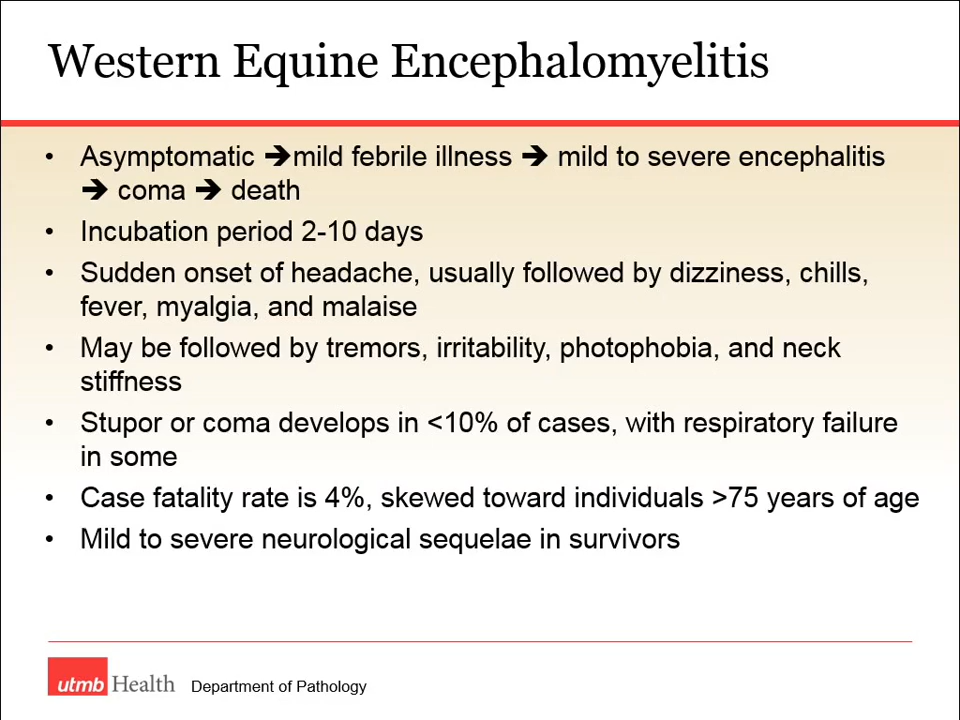 Western Equine Encephalomyelitis
• Asymptomatic ➔mild febrile illness ➔ mild to severe encephalitis
➔ coma ➔ death
• Incubation period 2-10 days
• Sudden onset of headache, usually followed by dizziness, chills,
fever, myalgia, and malaise
• May be followed by tremors, irritability, photophobia, and neck
stiffness
• Stupor or coma develops in <10% of cases, with respiratory failure
in some
• Case fatality rate is 4%, skewed toward individuals >75 years of age
• Mild to severe neurological sequelae in survivors
utmb Health Department of Pathology